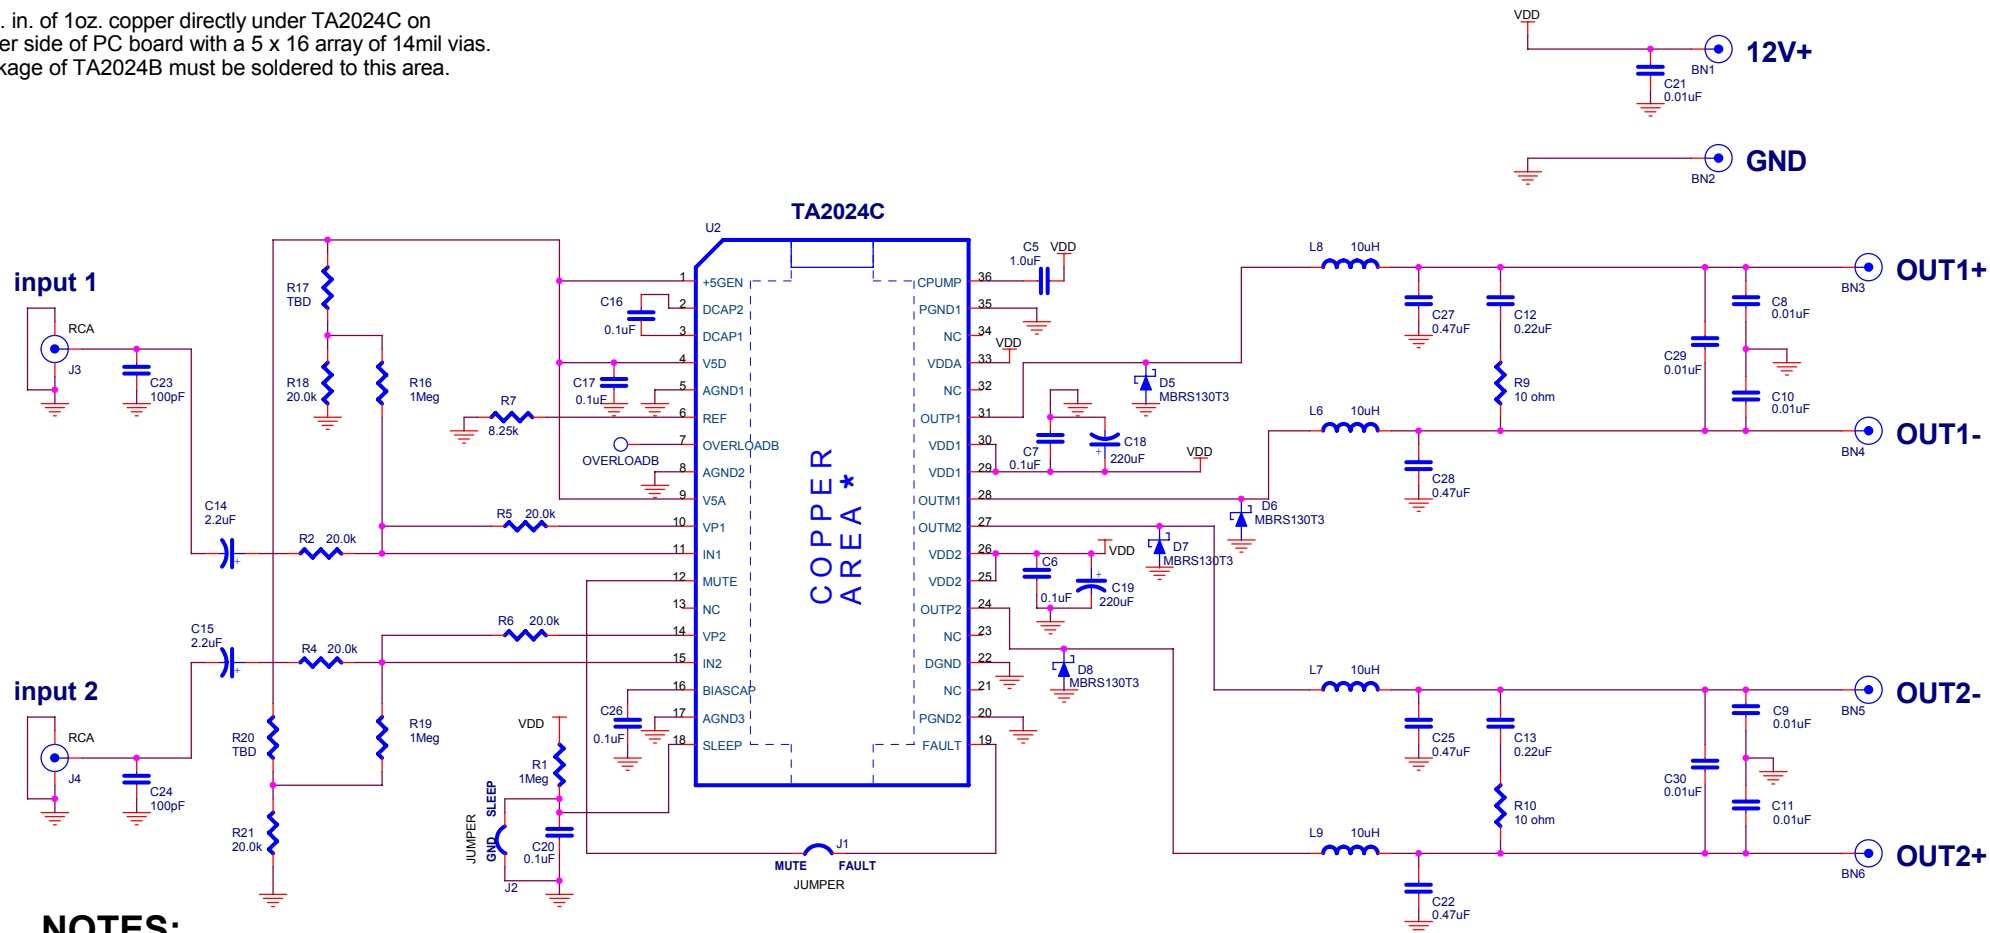 . in. of 1oz. copper directly under TA2024C on
er side of PC board with a 5 x 16 array of 14mil vias.
kage of TA2024B must be soldered to this area.
VDD
12V+
BN1
C21
0.01uF
GND
BN2
TA2024C
U2
input 1
RCA
J3
C23
100pF
R17
TBD
R18
20.0k
R16
1Meg
C14
2.2uF
R2 20.0k
R5 20.0k
C16
0.1uF
C17
0.1uF
R7
8.25k
OVERLOADB
input 2
RCA
J4
C24
100pF
C15
2.2uF
R4 20.0k
R6 20.0k
R20
TBD
R19
1Meg
R21
20.0k
C26
0.1uF
VDD
R1
1Meg
C20
0.1uF
JUMPER
GND SLEEP
J2
J1
MUTE FAULT
JUMPER
1 +5GEN
2 DCAP2
3 DCAP1
4 V5D
5 AGND1
6 REF
7 OVERLOADB
8 AGND2
9 V5A
10 VP1
11 IN1
12 MUTE
13 NC
14 VP2
15 IN2
16 BIASCAP
17 AGND3
18 SLEEP
COPPER
AREA *
CPUMP 36
PGND1 35
NC 34
VDDA 33
NC 32
OUTP1 31
VDD1 30
VDD1 29
OUTM1 28
OUTM2 27
VDD2 26
VDD2 25
OUTP2 24
NC 23
DGND 22
NC 21
PGND2 20
FAULT 19
C5
1.0uF
VDD
VDD
D5
MBRS130T3
C7
0.1uF
C18
220uF
VDD
D6
MBRS130T3
D7
MBRS130T3
VDD
C6
0.1uF
C19
220uF
D8
MBRS130T3
L8 10uH
C27
0.47uF
C12
0.22uF
R9
10 ohm
C29
0.01uF
C8
0.01uF
C10
0.01uF
BN3
OUT1+
L6 10uH
C28
0.47uF
BN4
OUT1-
L7 10uH
C25
0.47uF
C13
0.22uF
R10
10 ohm
C30
0.01uF
C9
0.01uF
C11
0.01uF
BN5
OUT2-
L9 10uH
C22
0.47uF
BN6
OUT2+
NOTES: